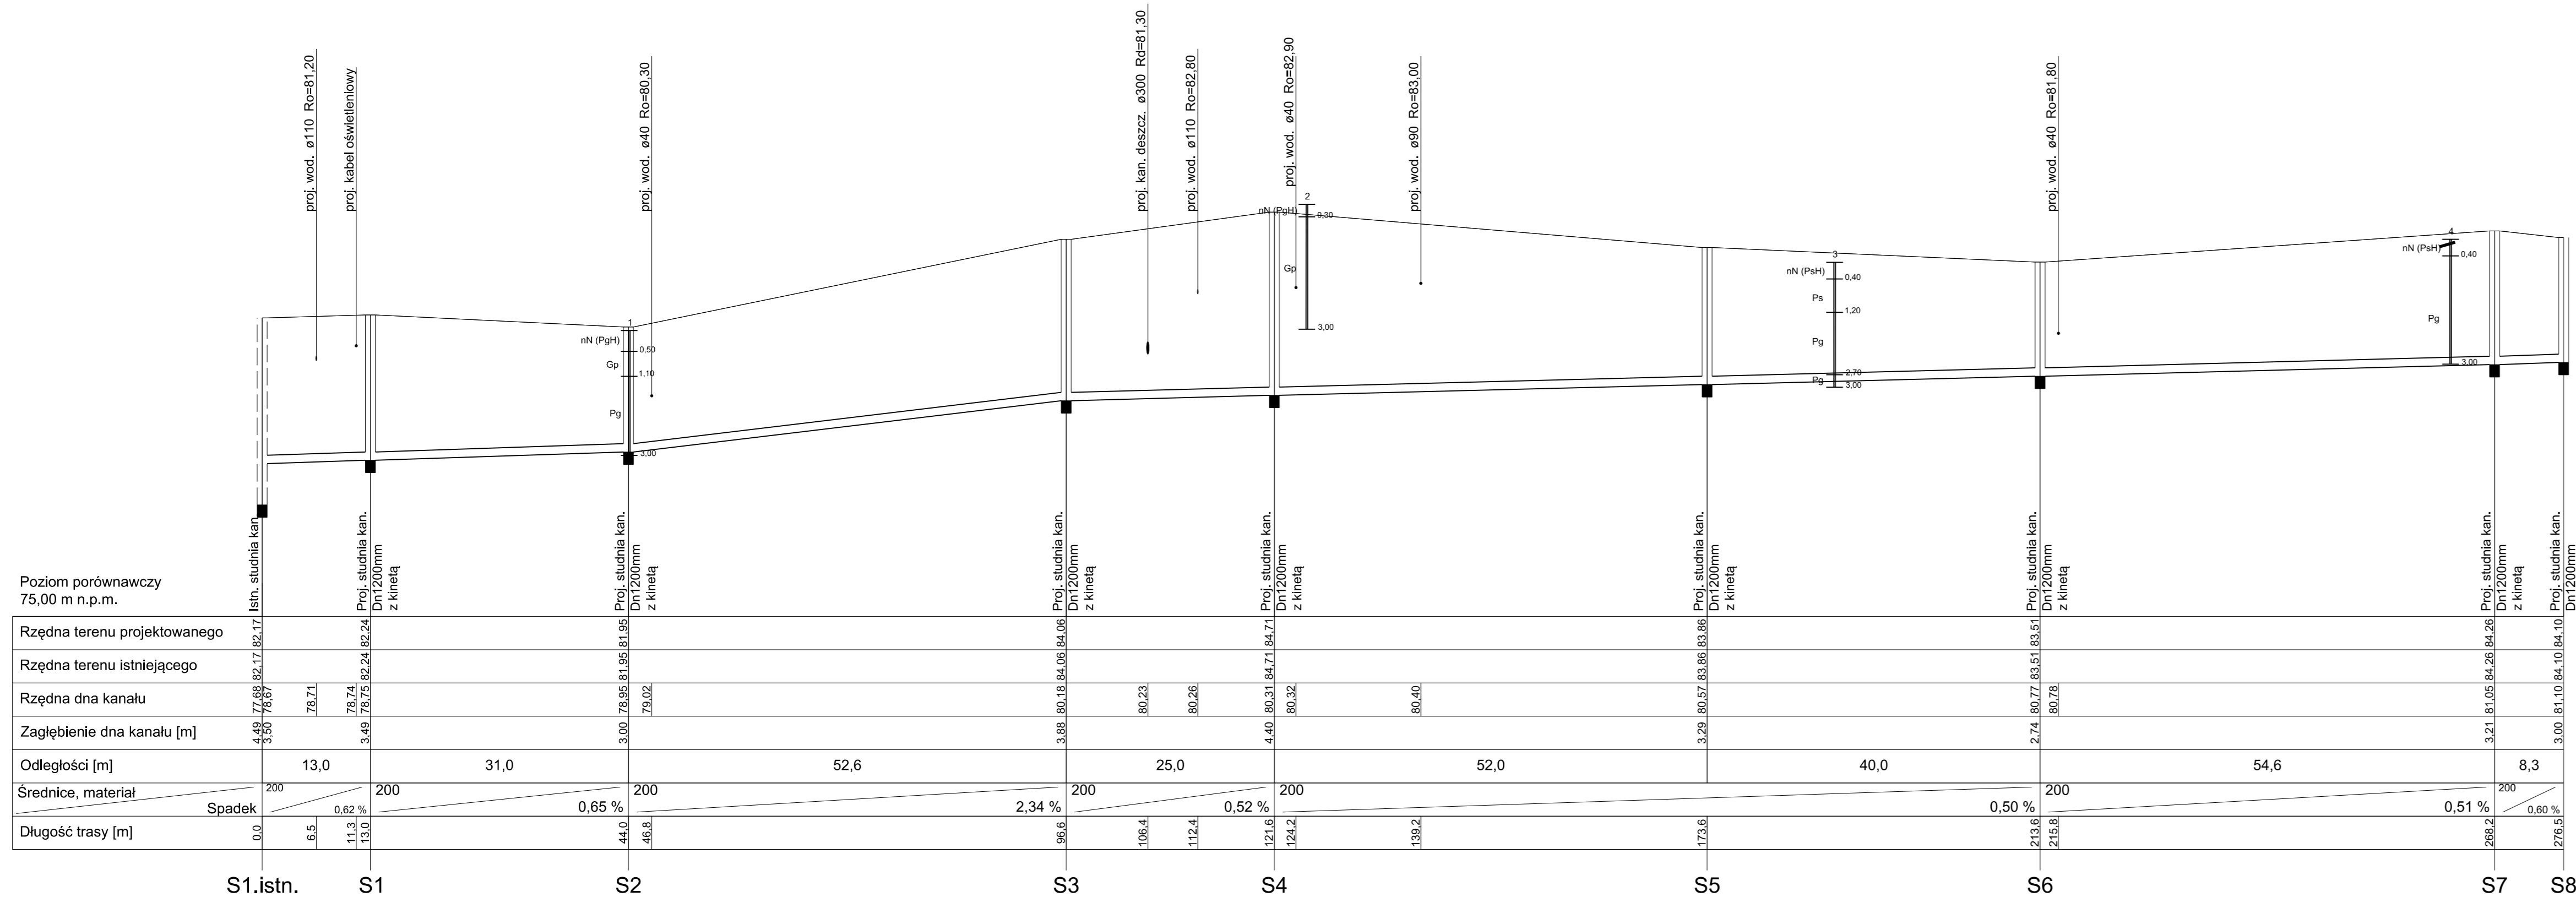 proj. wod. ø110 Ro=81,20
proj. kabel oświetleniowy
proj. wod. ø40 Ro=80,30
proj. kan. deszcz. ø300 Rd=81,30
proj. wod. ø110 Ro=82,80
proj. wod. ø40 Ro=82,90
proj. wod. ø90 Ro=83,00
proj. wod. ø40 Ro=81,80
1
nN (PgH)
0,50
Gp
1,10
Pg
3,00
2
nN (PgH)
0,30
Gp
3,00
3
nN (PsH)
0,40
Ps
1,20
Pg
2,70
Pg
3,00
4
nN (PsH)
0,40
Pg
3,00
Istn. studnia kan.
Proj. studnia kan.
Dn1200mm
z kinetą
Proj. studnia kan.
Dn1200mm
z kinetą
Proj. studnia kan.
Dn1200mm
z kinetą
Proj. studnia kan.
Dn1200mm
z kinetą
Proj. studnia kan.
Dn1200mm
z kinetą
Proj. studnia kan.
Dn1200mm
z kinetą
Proj. studnia kan.
Dn1200mm
z kinetą
Proj. studnia kan.
Dn1200mm
Poziom porównawczy
75,00 m n.p.m.
Rzędna terenu projektowanego 82,17 82,24 81,95 84,06 84,71 83,86 83,51 84,26 84,10
Rzędna terenu istniejącego 82,17 82,24 81,95 84,06 84,71 83,86 83,51 84,26 84,10
Rzędna dna kanału 77,68 78,67 78,71 78,74 78,75 78,95 79,02 80,18 80,23 80,26 80,31 80,32 80,40 80,57 80,77 80,78 81,05 81,10
Zagłębienie dna kanału [m] 4,49 3,50 3,49 3,00 3,88 4,40 3,29 2,74 3,21 3,00
Odległości [m] 13,0 31,0 52,6 25,0 52,0 40,0 54,6 8,3
Średnice, materiał 200 200 200 200 200 200 200
Spadek 0,62 % 0,65 % 2,34 % 0,52 % 0,50 % 0,51 % 0,60 %
Długość trasy [m] 0,0 6,5 11,3 13,0 44,0 46,8 96,6 106,4 112,4 121,6 124,2 139,2 173,6 213,6 215,8 268,2 276,5
S1.istn. S1 S2 S3 S4 S5 S6 S7 S8